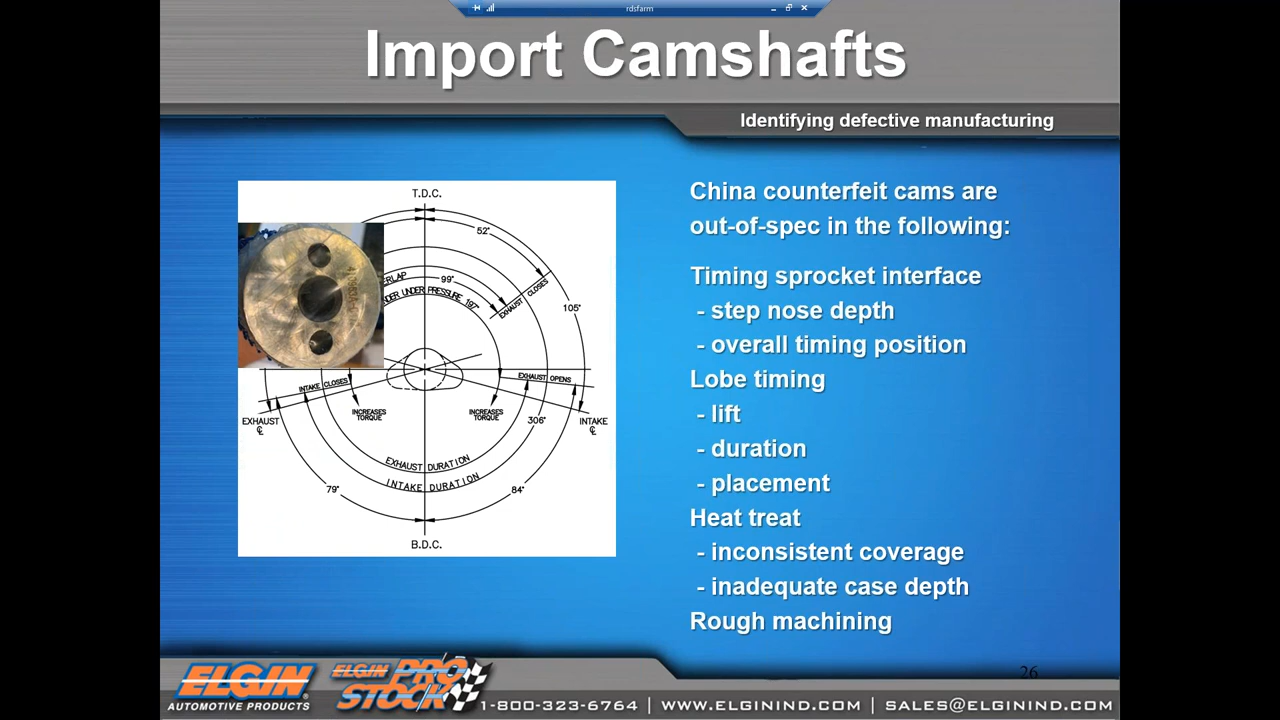 rdsfarm
Import Camshafts
Identifying defective manufacturing
T.D.C.
52°
99°
UNDER PRESSURE 197°
EXHAUST CLOSES
105°
INTAKE CLOSES
EXHAUST OPENS
INCREASES
TORQUE
INCREASES
TORQUE
EXHAUST
℄
306°
INTAKE
℄
EXHAUST DURATION
INTAKE DURATION
79°
84°
B.D.C.
China counterfeit cams are
out-of-spec in the following:
Timing sprocket interface
- step nose depth
- overall timing position
Lobe timing
- lift
- duration
- placement
Heat treat
- inconsistent coverage
- inadequate case depth
Rough machining
26
ELGIN®
AUTOMOTIVE PRODUCTS
ELGIN PRO
STOCK
1-800-323-6764 | WWW.ELGININD.COM | SALES@ELGININD.COM